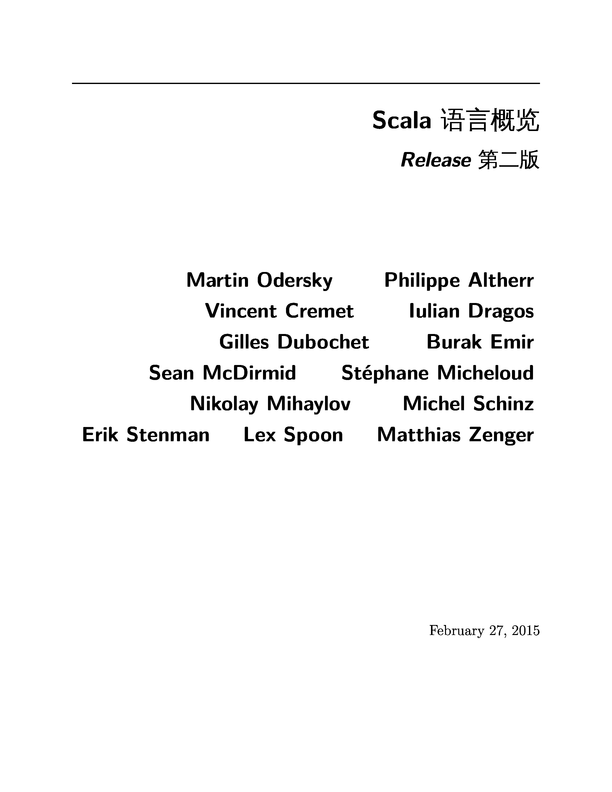 Scala 语言概览
Release 第二版
Martin Odersky Philippe Altherr
Vincent Cremet Iulian Dragos
Gilles Dubochet Burak Emir
Sean McDirmid Stéphane Micheloud
Nikolay Mihaylov Michel Schinz
Erik Stenman Lex Spoon Matthias Zenger
February 27, 2015